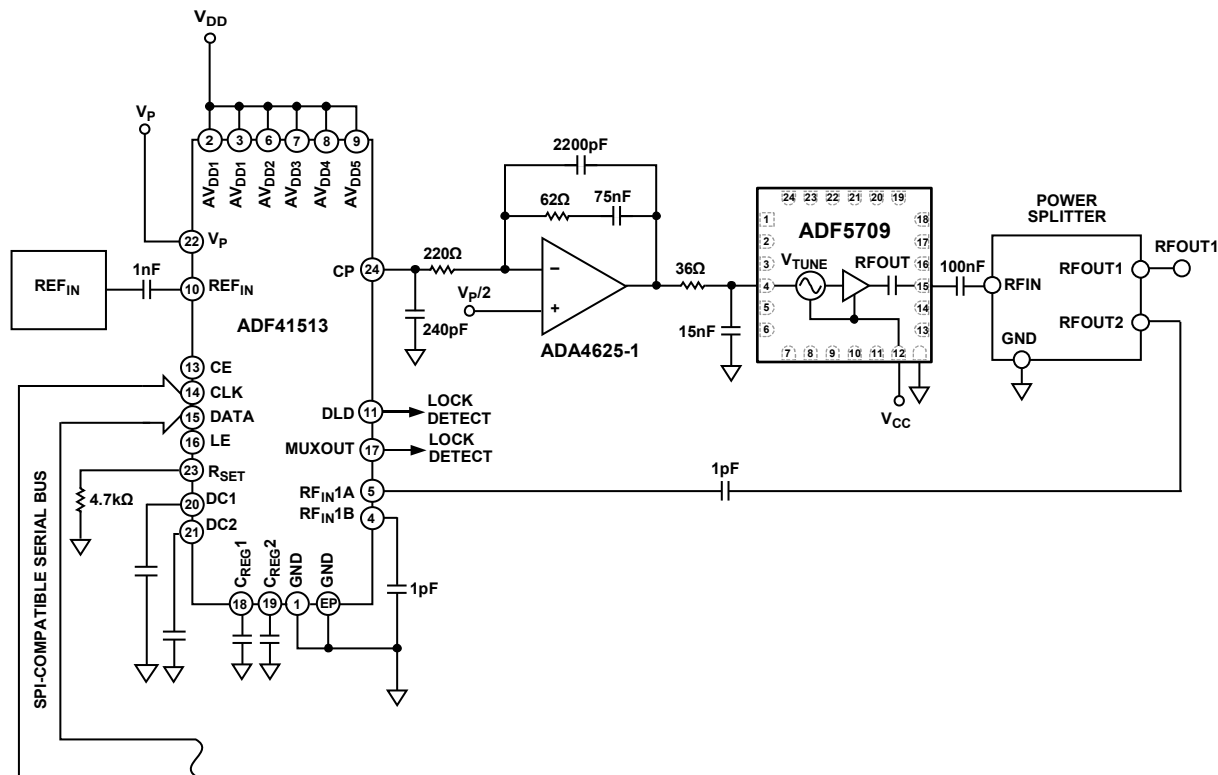 VDD
VP
2 3 6 7 8 9
AVDD1 AVDD1 AVDD2 AVDD3 AVDD4 AVDD5
22 VP
REFIN
1nF
10 REFIN
ADF41513
CP 24
220Ω
240pF
2200pF
62Ω
75nF
VP/2
−
+
ADA4625-1
36Ω
15nF
24 23 22 21 20 19
1
2
3
4
5
6
ADF5709
VTUNE
RFOUT
18
17
16
15
14
13
7 8 9 10 11 12
VCC
100nF
POWER
SPLITTER
RFIN
RFOUT1
RFOUT1
RFOUT2
GND
13 CE
14 CLK
15 DATA
16 LE
23 RSET
4.7kΩ
20 DC1
21 DC2
DLD 11
LOCK
DETECT
MUXOUT 17
LOCK
DETECT
RFIN1A 5
RFIN1B 4
1pF
1pF
CREG1 CREG2 GND GND
18 19 1 EP
SPI-COMPATIBLE SERIAL BUS